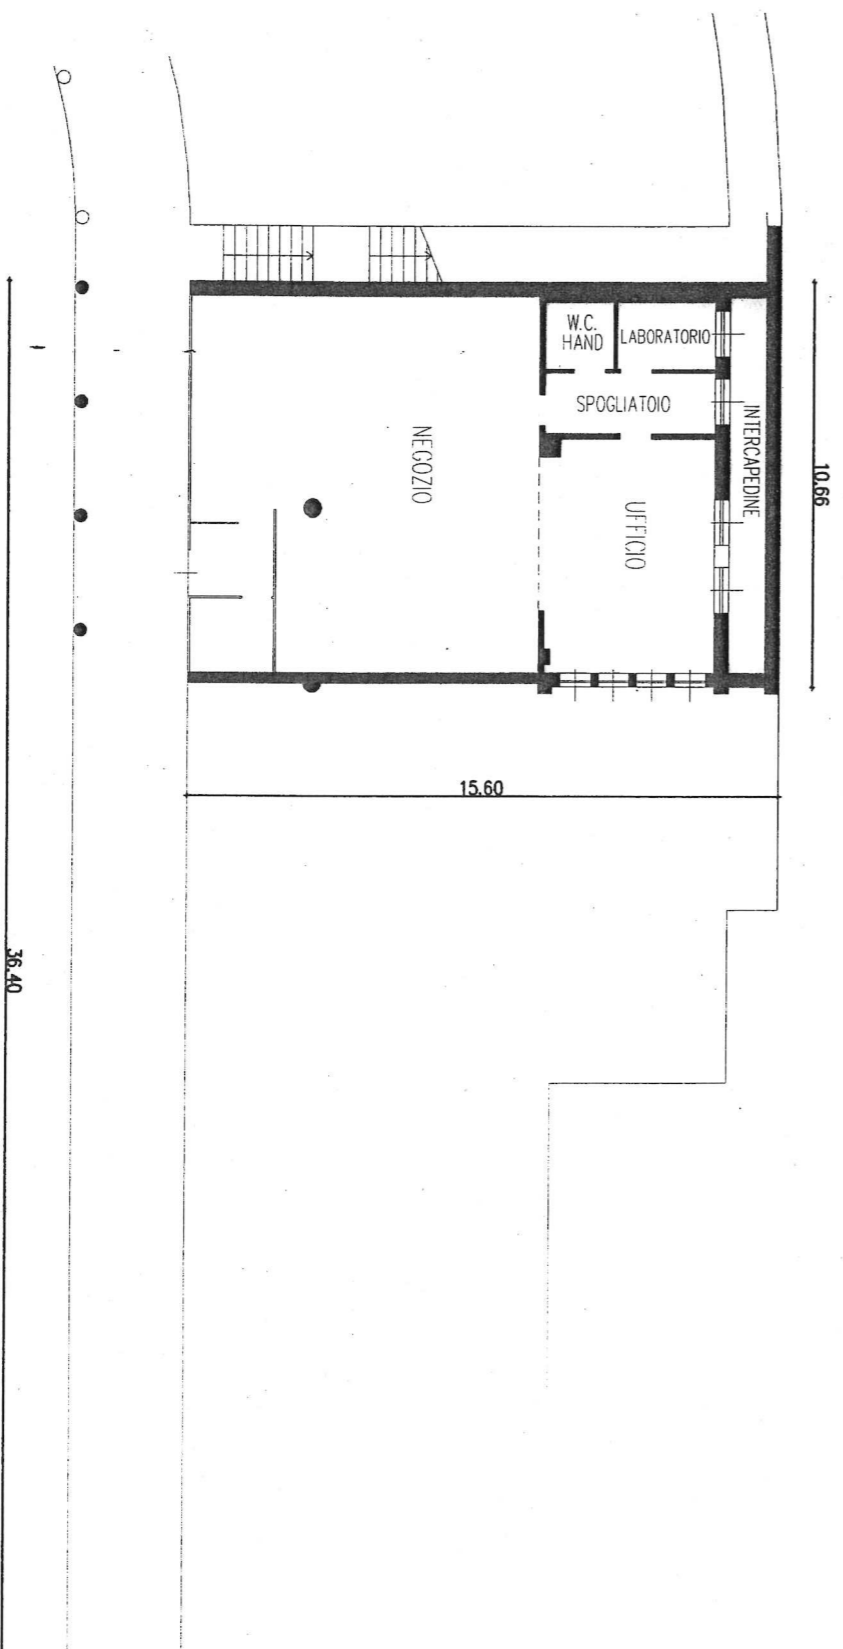 W.C.
HAND
LABORATORIO
SPOGLIATOIO
INTERCAPEDINE
10.66
NEGOZIO
UFFICIO
15.60
36.40